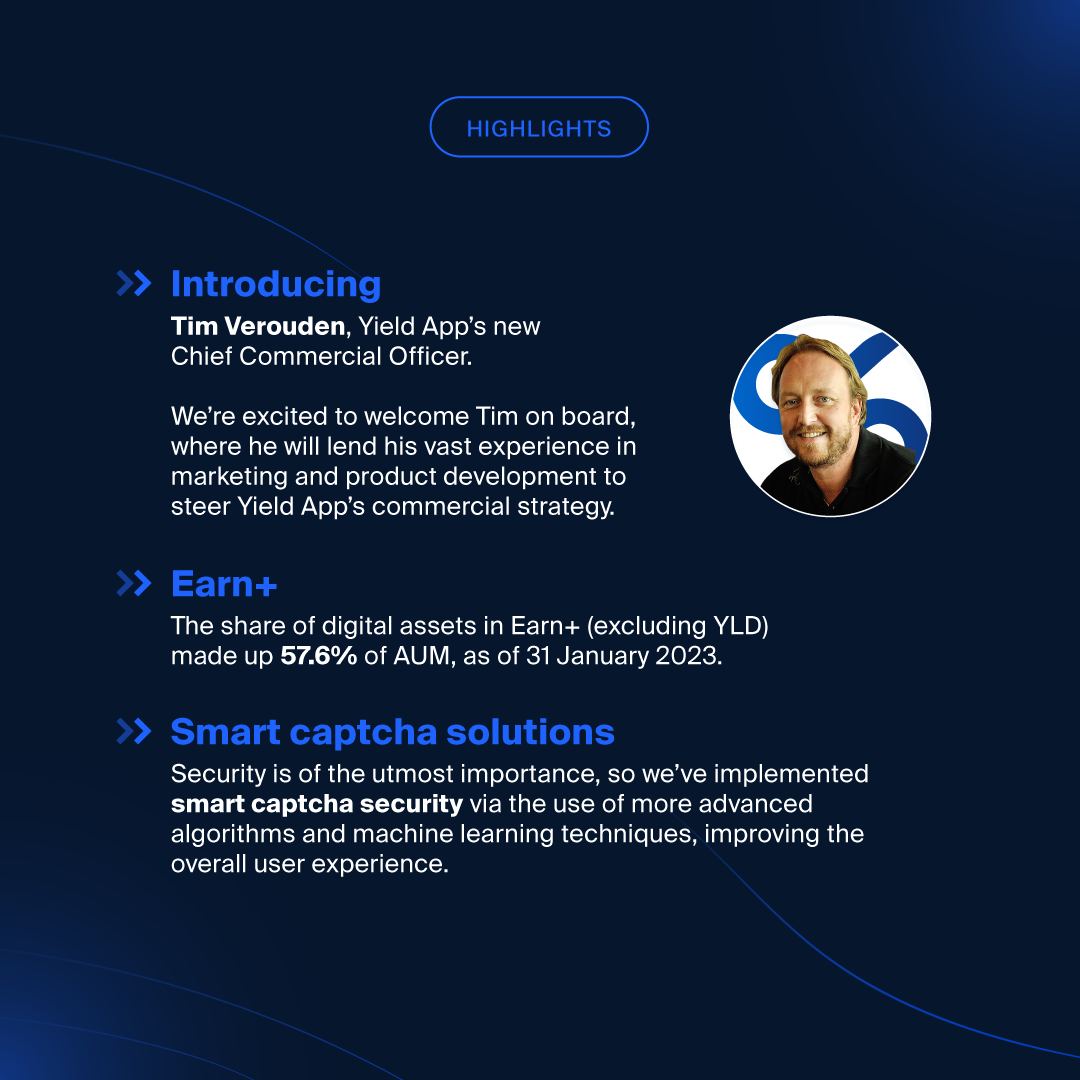 HIGHLIGHTS
Introducing
Tim Verouden, Yield App’s new
Chief Commercial Officer.
We’re excited to welcome Tim on board,
where he will lend his vast experience in
marketing and product development to
steer Yield App’s commercial strategy.
Earn+
The share of digital assets in Earn+ (excluding YLD)
made up 57.6% of AUM, as of 31 January 2023.
Smart captcha solutions
Security is of the utmost importance, so we’ve implemented
smart captcha security via the use of more advanced
algorithms and machine learning techniques, improving the
overall user experience.